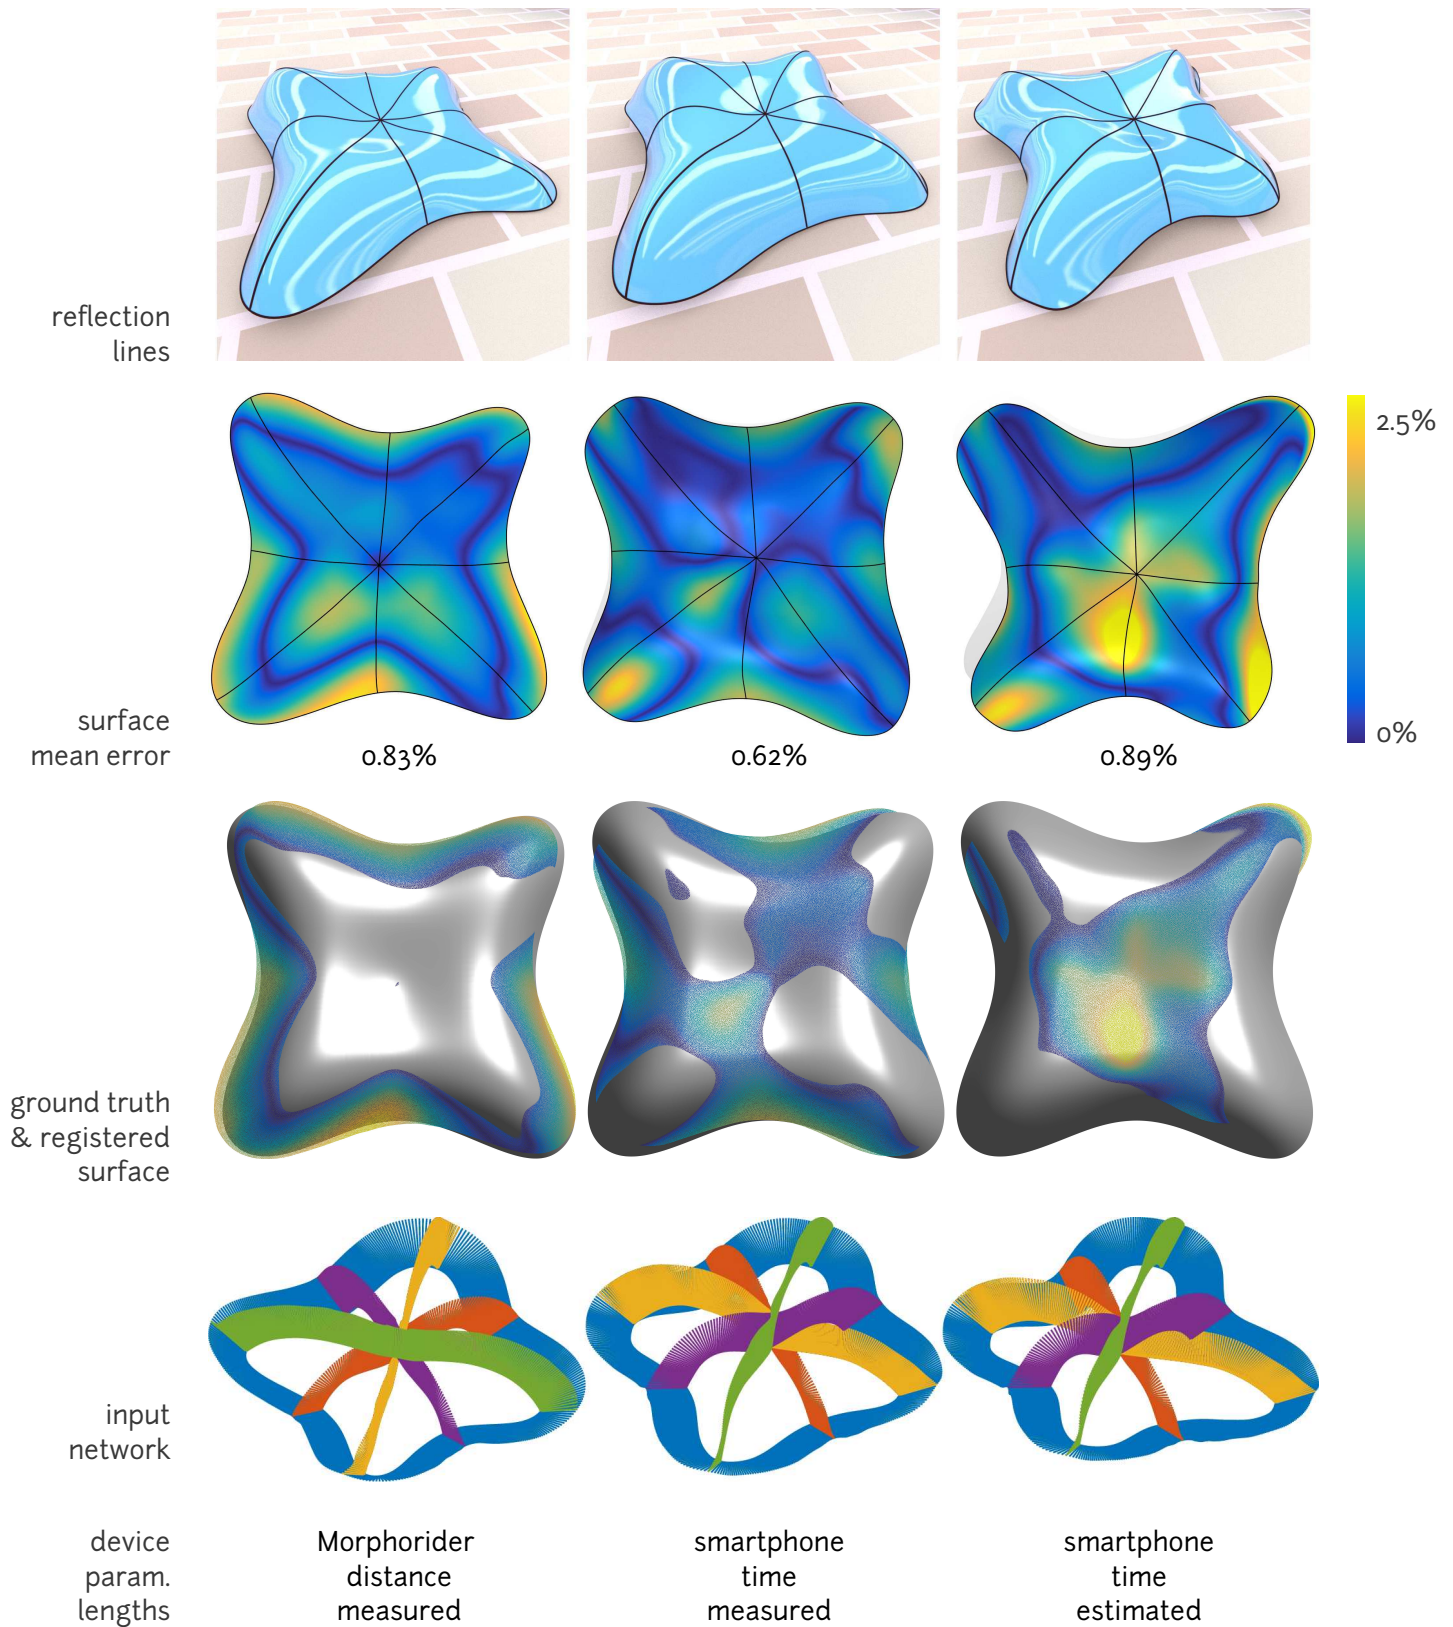 reflection
lines
2.5%
0%
surface
mean error
0.83%
0.62%
0.89%
ground truth
& registered
surface
input
network
device
param.
lengths
Morphorider
distance
measured
smartphone
time
measured
smartphone
time
estimated